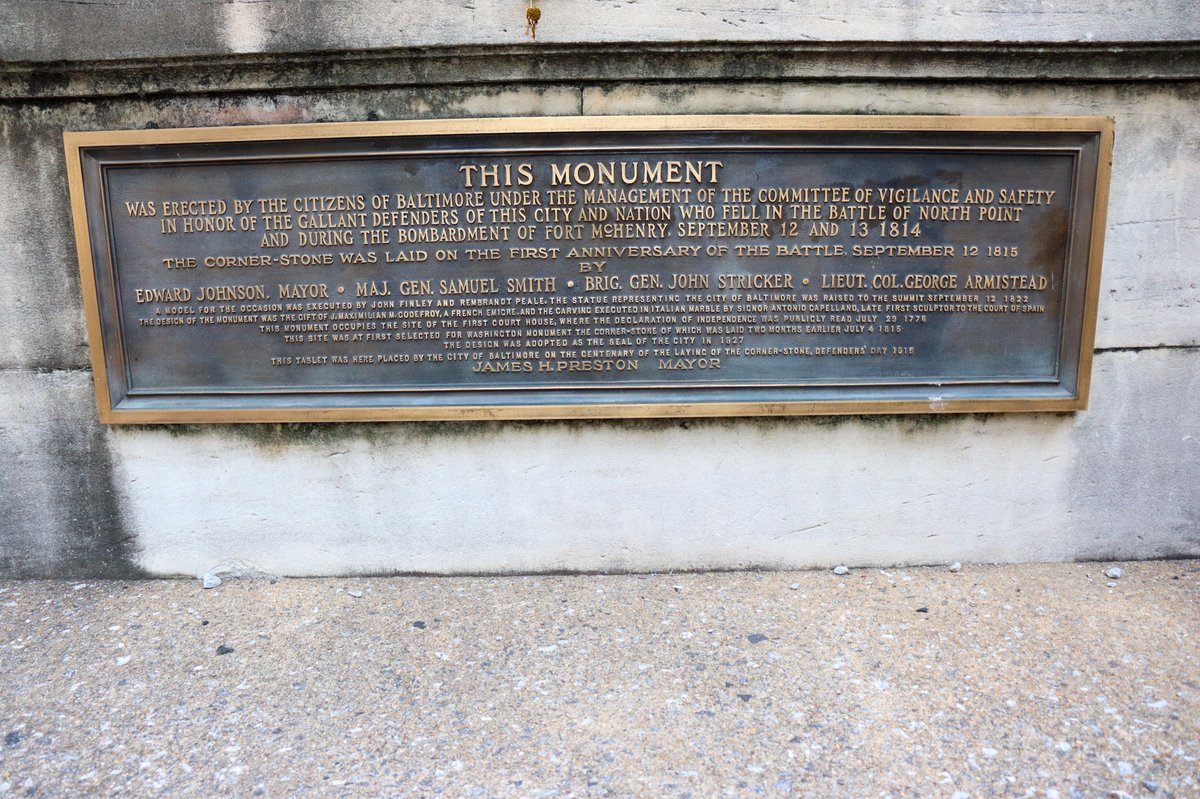 THIS MONUMENT
WAS ERECTED BY THE CITIZENS OF BALTIMORE UNDER THE MANAGEMENT OF THE COMMITTEE OF VIGILANCE AND SAFETY
IN HONOR OF THE GALLANT DEFENDERS OF THIS CITY AND NATION WHO FELL IN THE BATTLE OF NORTH POINT
AND DURING THE BOMBARDMENT OF FORT MCHENRY, SEPTEMBER 12 AND 13 1814
THE CORNER-STONE WAS LAID ON THE FIRST ANNIVERSARY OF THE BATTLE, SEPTEMBER 12 1815
BY
EDWARD JOHNSON, MAYOR • MAJ. GEN. SAMUEL SMITH • BRIG. GEN. JOHN STRICKER • LIEUT. COL. GEORGE ARMISTEAD
A MODEL FOR THE OCCASION WAS EXECUTED BY JOHN FINLEY AND REMBRANDT PEALE, THE STATUE REPRESENTING THE CITY OF BALTIMORE WAS RAISED TO THE SUMMIT SEPTEMBER 12 1822
THE DESIGN OF THE MONUMENT WAS THE GIFT OF J. MAXIMILIAN M. GODEFROY, A FRENCH EMIGRE, AND THE CARVING EXECUTED IN ITALIAN MARBLE BY SIGNOR ANTONIO CAPELLANO, LATE FIRST SCULPTOR TO THE COURT OF SPAIN
THIS MONUMENT OCCUPIES THE SITE OF THE FIRST COURT HOUSE, WHERE THE DECLARATION OF INDEPENDENCE WAS PUBLICLY READ JULY 29 1776
THIS SITE WAS AT FIRST SELECTED FOR WASHINGTON MONUMENT THE CORNER-STONE OF WHICH WAS LAID TWO MONTHS EARLIER JULY 4 1815
THE DESIGN WAS ADOPTED AS THE SEAL OF THE CITY IN 1827
THIS TABLET WAS HERE PLACED BY THE CITY OF BALTIMORE ON THE CENTENARY OF THE LAYING OF THE CORNER-STONE, DEFENDERS' DAY 1915
JAMES H. PRESTON MAYOR